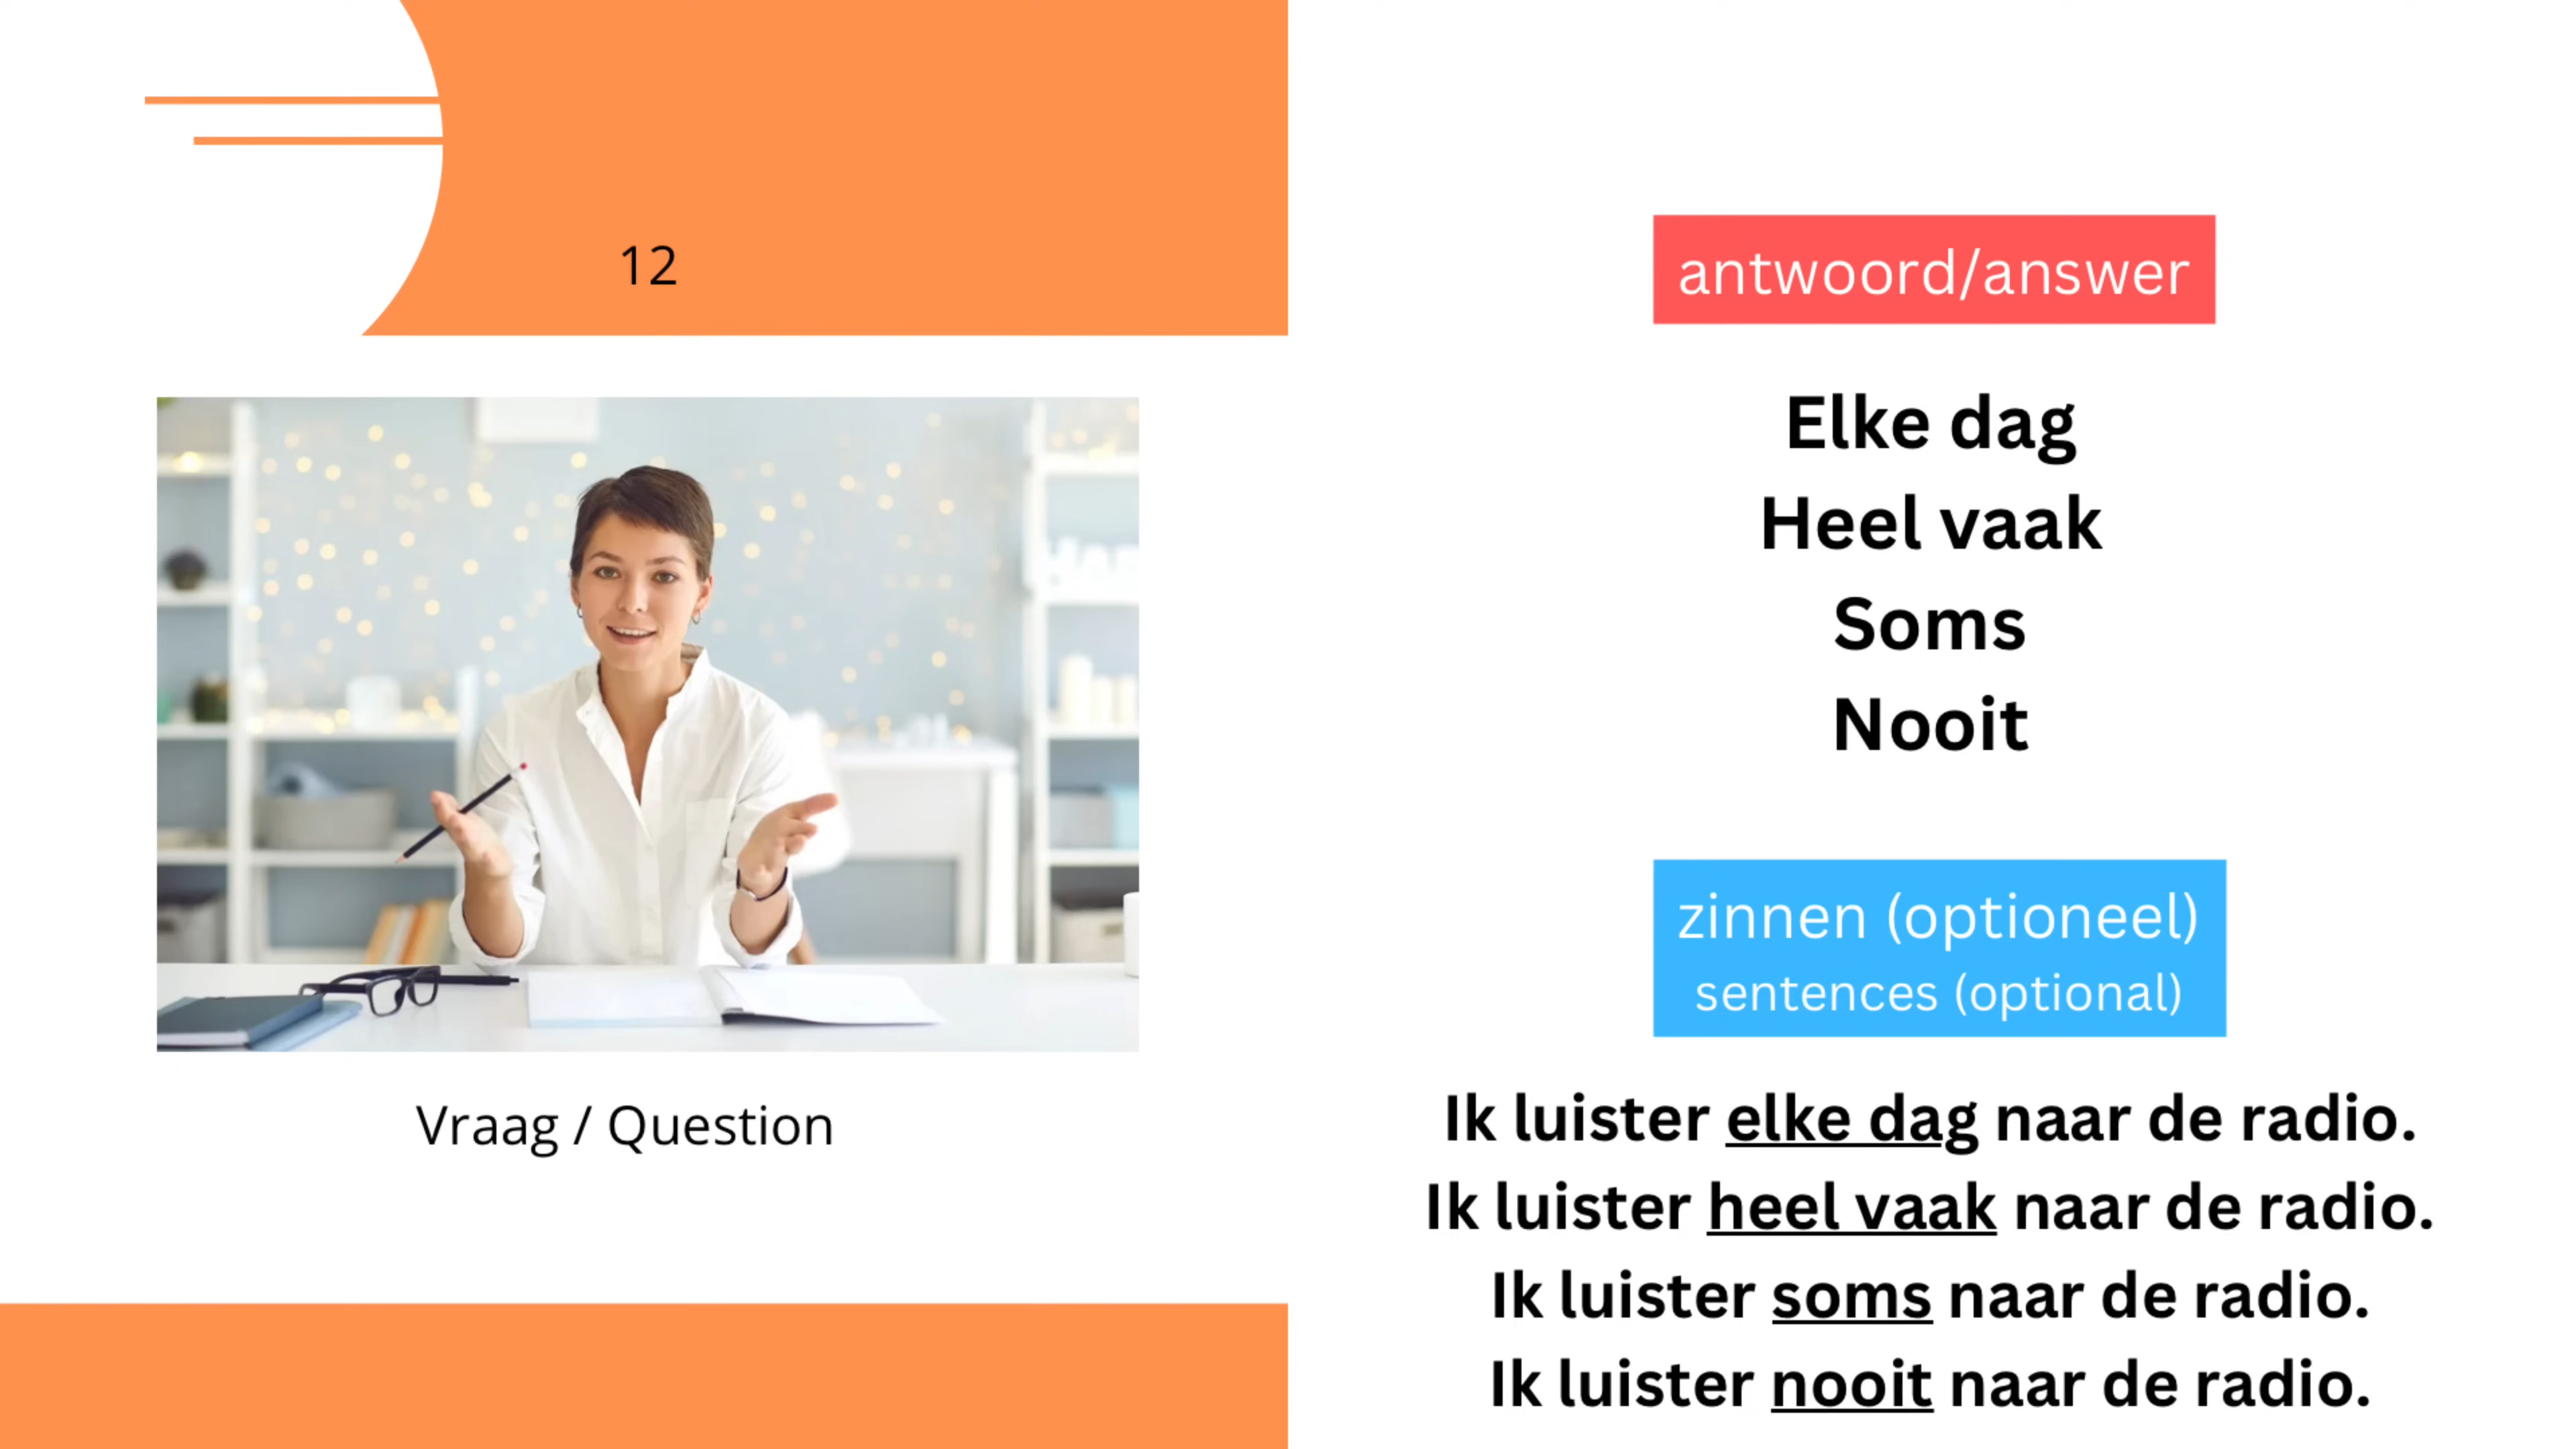 12
Vraag / Question
antwoord/answer
Elke dag
Heel vaak
Soms
Nooit
zinnen (optioneel)
sentences (optional)
Ik luister elke dag naar de radio.
Ik luister heel vaak naar de radio.
Ik luister soms naar de radio.
Ik luister nooit naar de radio.